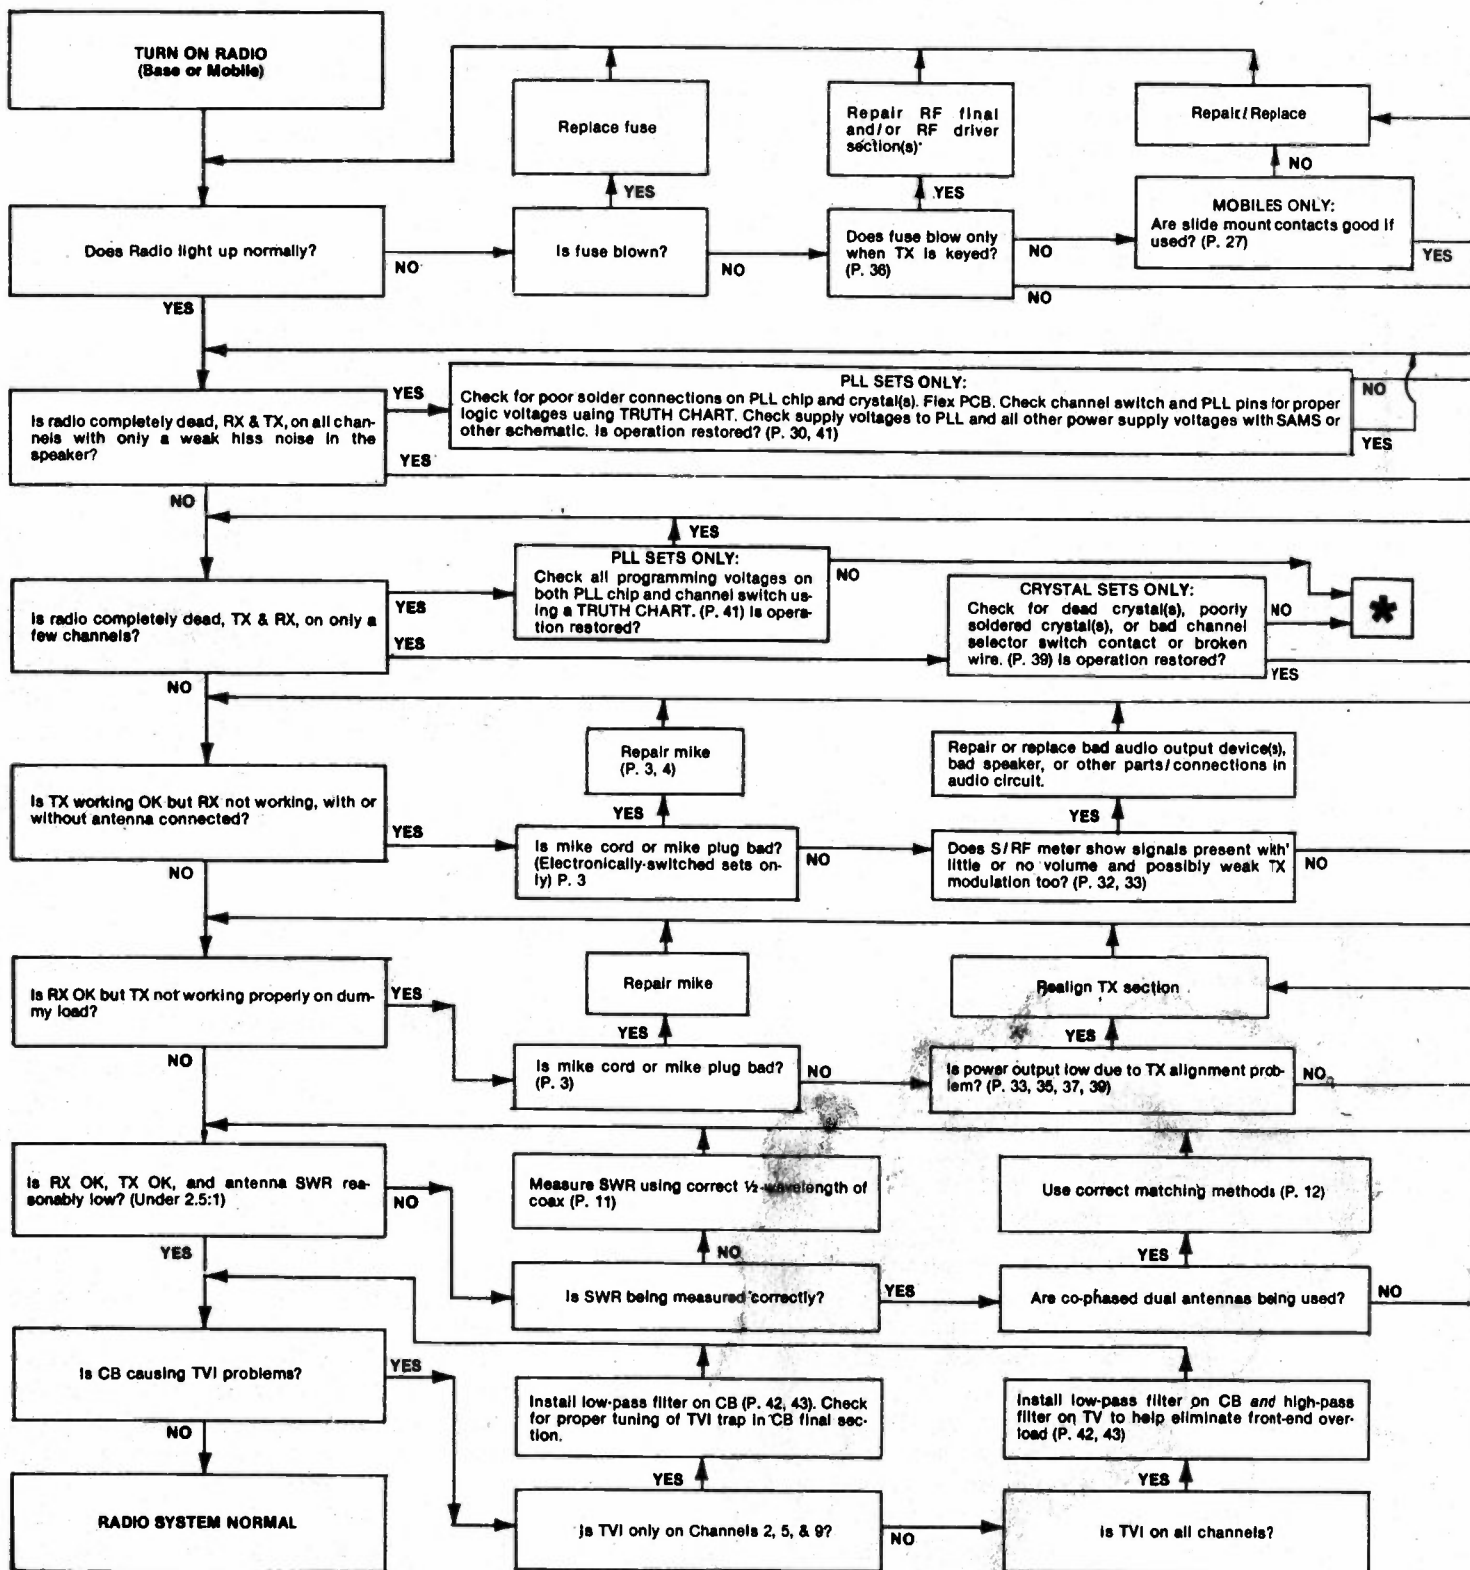 TURN ON RADIO
(Base or Mobile)
Replace fuse
Repair RF final
and/or RF driver
section(s)
Repair/Replace
NO
YES
YES
MOBILES ONLY:
Are slide mount contacts good if
used? (P. 27)
Does Radio light up normally?
NO
Is fuse blown?
NO
Does fuse blow only
when TX is keyed?
(P. 36)
NO
YES
NO
YES
PLL SETS ONLY:
Check for poor solder connections on PLL chip and crystal(s). Flex PCB. Check channel switch and PLL pins for proper
logic voltages using TRUTH CHART. Check supply voltages to PLL and all other power supply voltages with SAMS or
other schematic. Is operation restored? (P. 30, 41)
YES
NO
YES
Is radio completely dead, RX & TX, on all chan-
nels with only a weak hiss noise in the
speaker?
YES
NO
YES
PLL SETS ONLY:
Check all programming voltages on
both PLL chip and channel switch us-
ing a TRUTH CHART. (P. 41) Is opera-
tion restored?
NO
CRYSTAL SETS ONLY:
Check for dead crystal(s), poorly
soldered crystal(s), or bad channel
selector switch contact or broken
wire. (P. 39) Is operation restored?
NO
YES
*
Is radio completely dead, TX & RX, on only a
few channels?
YES
YES
NO
Repair mike
(P. 3, 4)
Repair or replace bad audio output device(s),
bad speaker, or other parts/connections in
audio circuit.
YES
YES
Is TX working OK but RX not working, with or
without antenna connected?
YES
Is mike cord or mike plug bad?
(Electronically-switched sets on-
ly) P. 3
NO
Does S/RF meter show signals present with
little or no volume and possibly weak TX
modulation too? (P. 32, 33)
NO
NO
Repair mike
Realign TX section
Is RX OK but TX not working properly on dum-
my load?
YES
YES
YES
NO
Is mike cord or mike plug bad?
(P. 3)
NO
Is power output low due to TX alignment prob-
lem? (P. 33, 35, 37, 39)
NO
Is RX OK, TX OK, and antenna SWR rea-
sonably low? (Under 2.5:1)
NO
Measure SWR using correct ½-wavelength of
coax (P. 11)
Use correct matching methods (P. 12)
YES
NO
YES
Is SWR being measured correctly?
YES
Are co-phased dual antennas being used?
NO
Is CB causing TVI problems?
YES
Install low-pass filter on CB (P. 42, 43). Check
for proper tuning of TVI trap in CB final sec-
tion.
Install low-pass filter on CB and high-pass
filter on TV to help eliminate front-end over-
load (P. 42, 43)
NO
YES
YES
RADIO SYSTEM NORMAL
Is TVI only on Channels 2, 5, & 9?
NO
Is TVI on all channels?